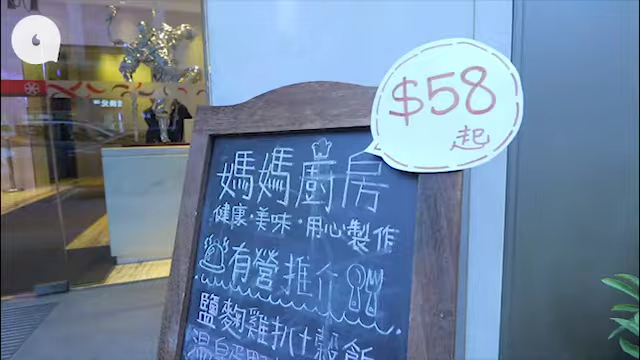 $58
起
媽媽廚房
健康·美味·用心製作
有營推介
鹽麴雞扒十穀飯